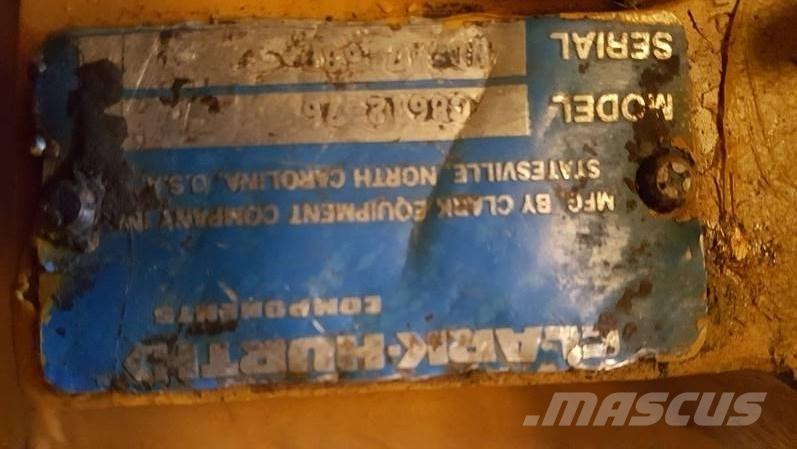 CLARK-HURTH
COMPONENTS
MFG. BY CLARK EQUIPMENT COMPANY,
STATESVILLE, NORTH CAROLINA, U.S.A.
MODEL
SERIAL
MASCUS